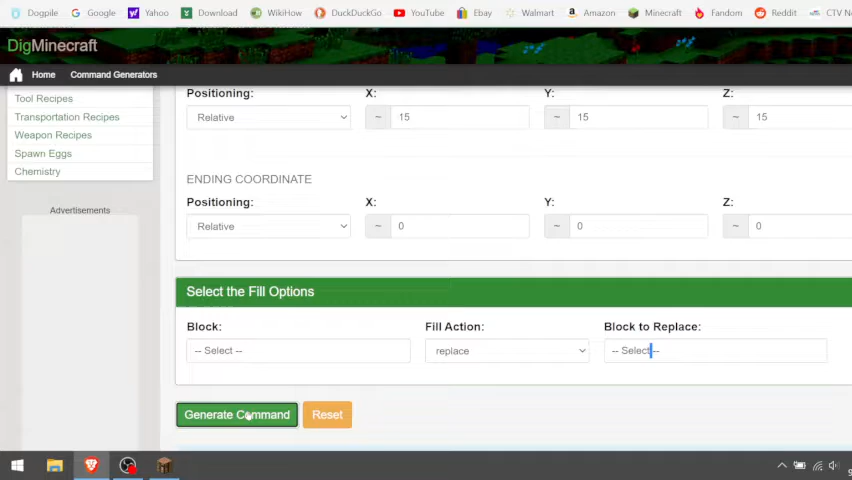 Dogpile Google Yahoo Download WikiHow DuckDuckGo YouTube Ebay Walmart Amazon Minecraft Fandom Reddit CTV
DigMinecraft
Home Command Generators
Tool Recipes
Transportation Recipes
Weapon Recipes
Spawn Eggs
Chemistry
Advertisements
Positioning: X: Y: Z:
Relative ~ 15 ~ 15 ~ 15
ENDING COORDINATE
Positioning: X: Y: Z:
Relative ~ 0 ~ 0 ~ 0
Select the Fill Options
Block: Fill Action: Block to Replace:
-- Select -- replace -- Select --
Generate Command Reset
9